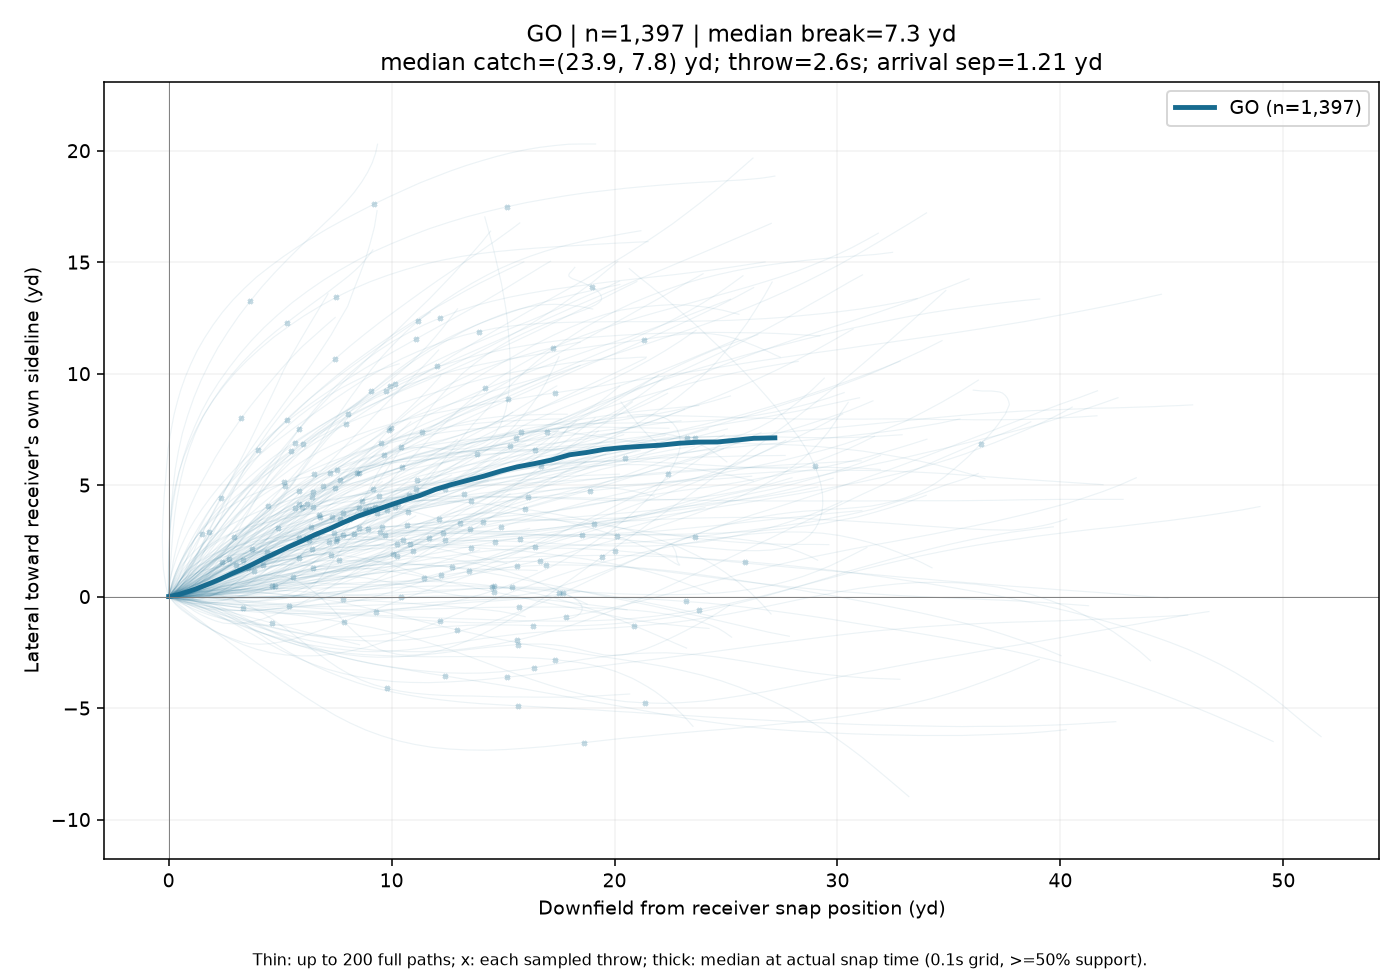 GO | n=1,397 | median break=7.3 yd
median catch=(23.9, 7.8) yd; throw=2.6s; arrival sep=1.21 yd
GO (n=1,397)
Lateral toward receiver's own sideline (yd)
20
15
10
5
0
−5
−10
0
10
20
30
40
50
Downfield from receiver snap position (yd)
Thin: up to 200 full paths; x: each sampled throw; thick: median at actual snap time (0.1s grid, >=50% support).